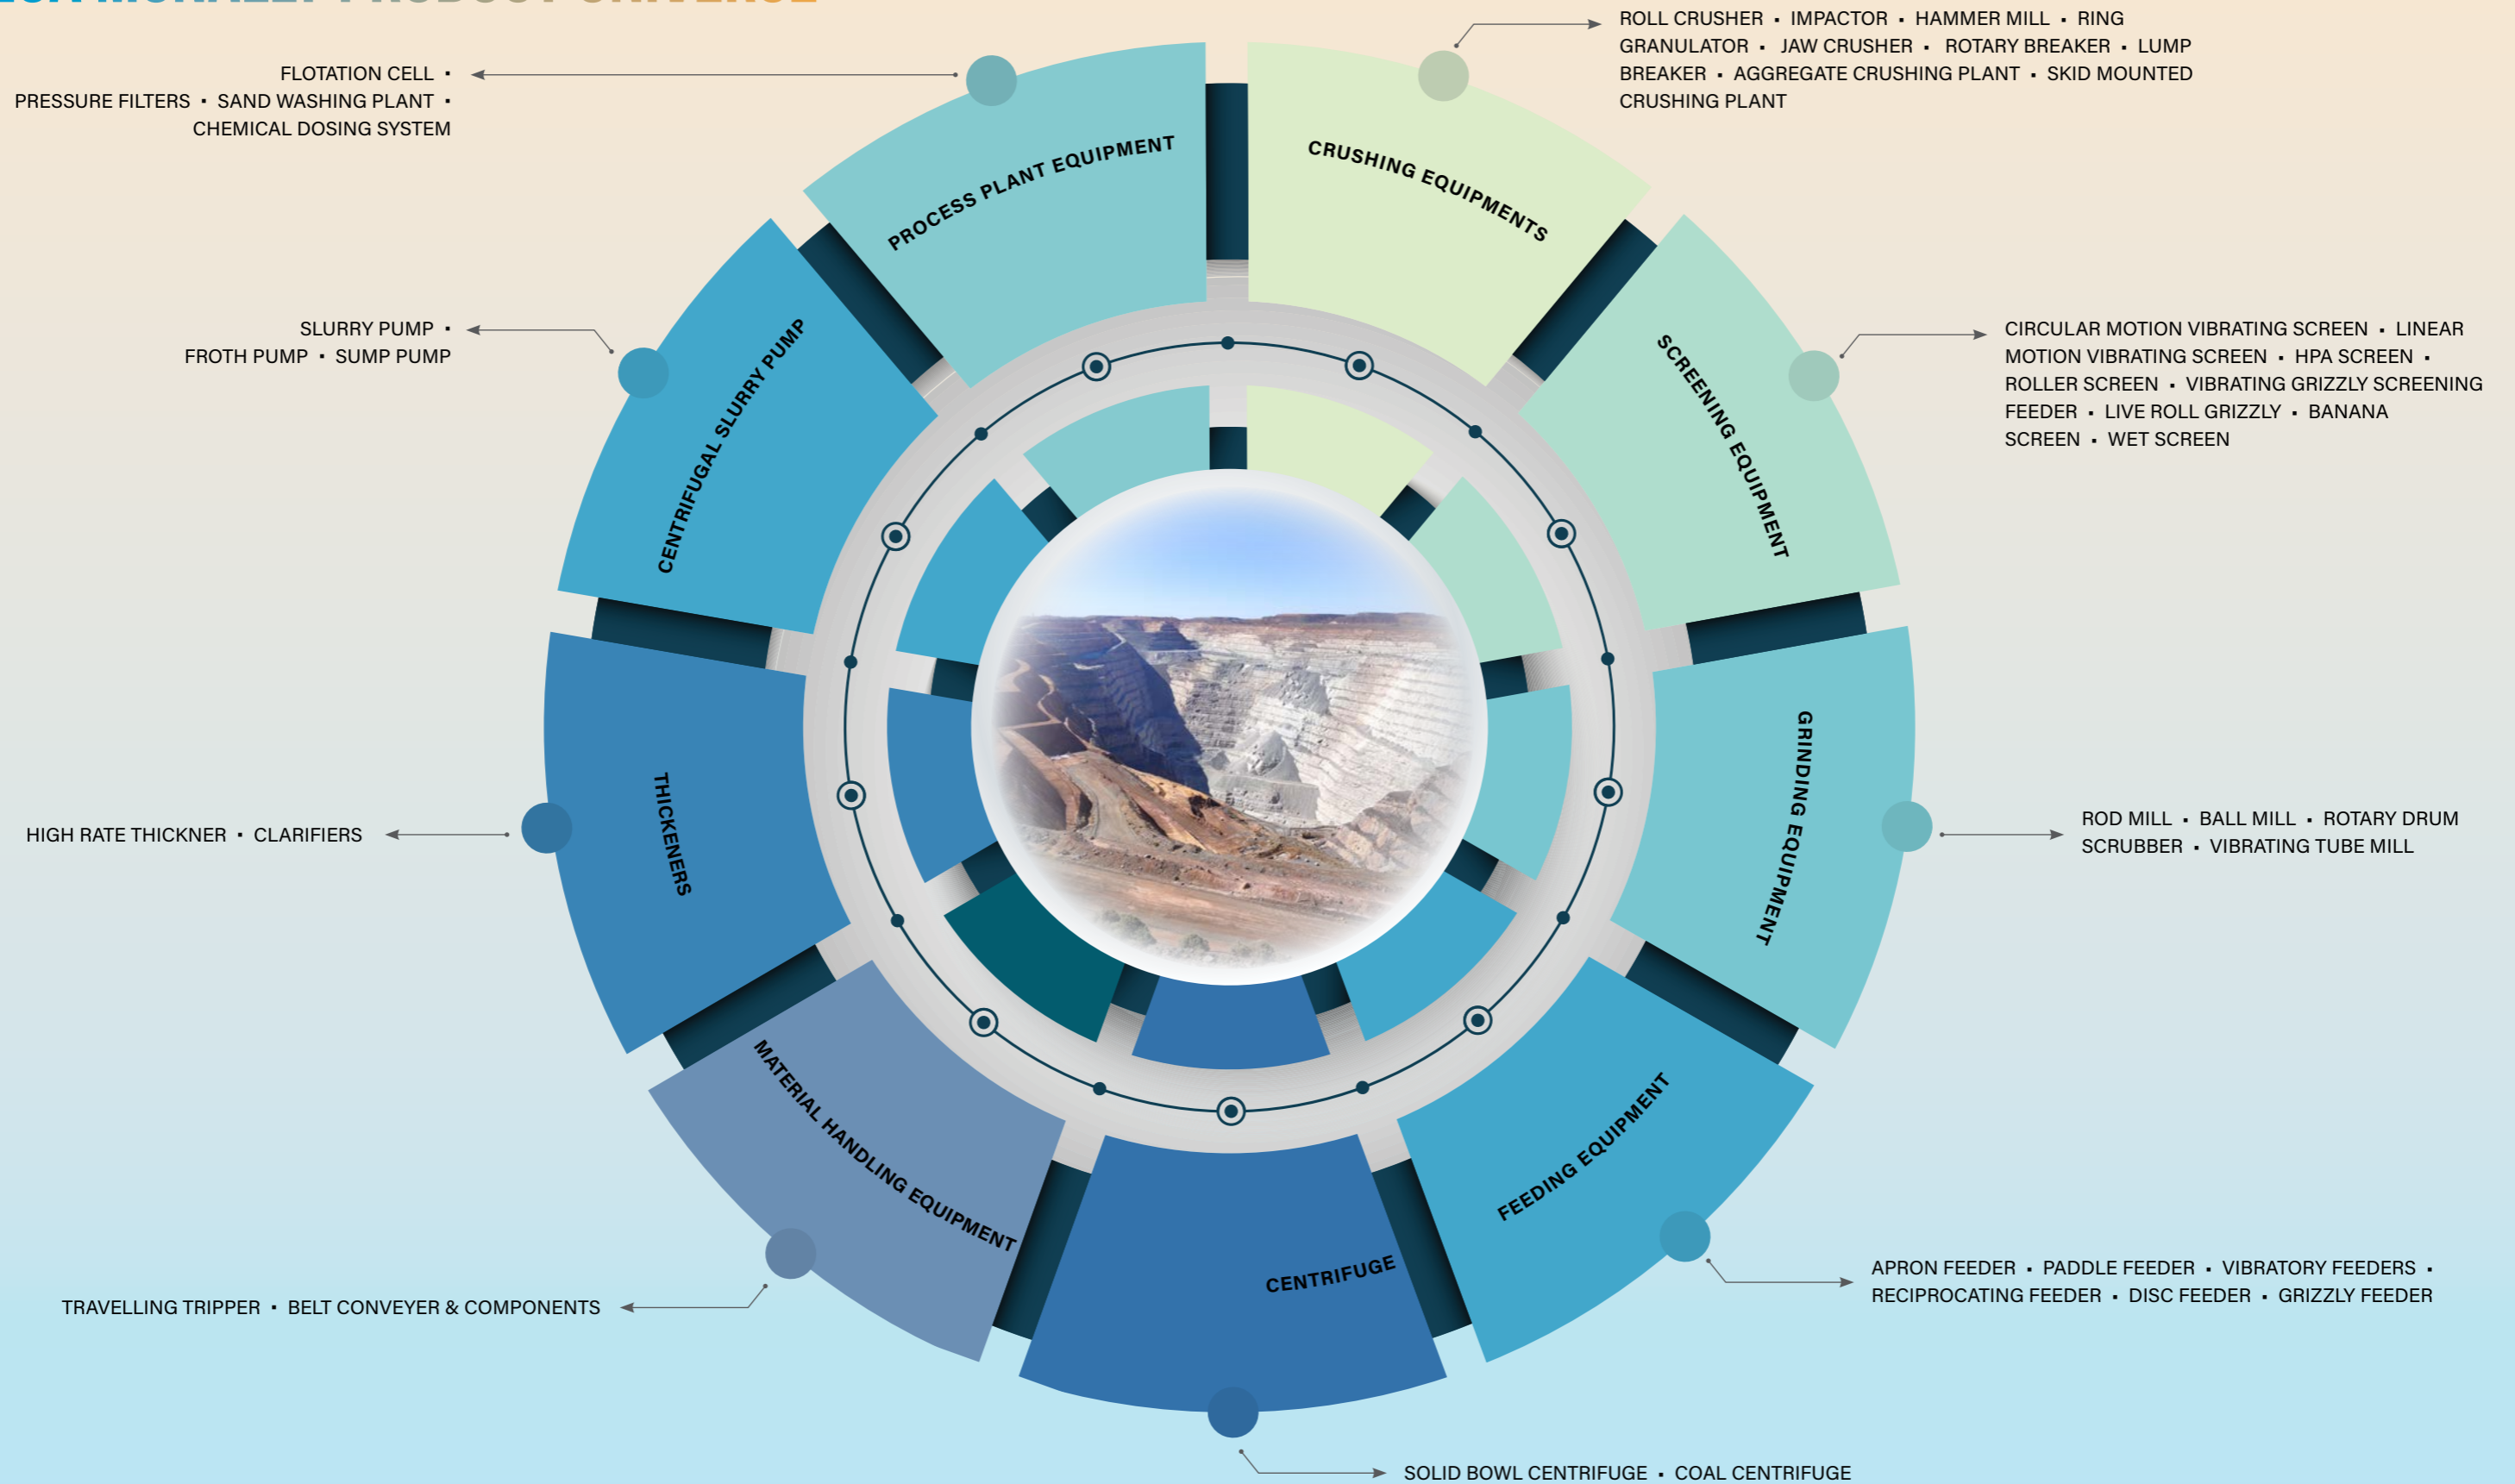 PRODUCT UNIVERSE
ROLL CRUSHER ▪ IMPACTOR ▪ HAMMER MILL ▪ RING
GRANULATOR ▪ JAW CRUSHER ▪ ROTARY BREAKER ▪ LUMP
BREAKER ▪ AGGREGATE CRUSHING PLANT ▪ SKID MOUNTED
CRUSHING PLANT
FLOTATION CELL ▪
PRESSURE FILTERS ▪ SAND WASHING PLANT ▪
CHEMICAL DOSING SYSTEM
PROCESS PLANT EQUIPMENT
CRUSHING EQUIPMENTS
SLURRY PUMP ▪
FROTH PUMP ▪ SUMP PUMP
CENTRIFUGAL SLURRY PUMP
SCREENING EQUIPMENT
CIRCULAR MOTION VIBRATING SCREEN ▪ LINEAR
MOTION VIBRATING SCREEN ▪ HPA SCREEN ▪
ROLLER SCREEN ▪ VIBRATING GRIZZLY SCREENING
FEEDER ▪ LIVE ROLL GRIZZLY ▪ BANANA
SCREEN ▪ WET SCREEN
HIGH RATE THICKNER ▪ CLARIFIERS
THICKENERS
GRINDING EQUIPMENT
ROD MILL ▪ BALL MILL ▪ ROTARY DRUM
SCRUBBER ▪ VIBRATING TUBE MILL
MATERIAL HANDLING EQUIPMENT
FEEDING EQUIPMENT
CENTRIFUGE
APRON FEEDER ▪ PADDLE FEEDER ▪ VIBRATORY FEEDERS ▪
RECIPROCATING FEEDER ▪ DISC FEEDER ▪ GRIZZLY FEEDER
TRAVELLING TRIPPER ▪ BELT CONVEYER & COMPONENTS
SOLID BOWL CENTRIFUGE ▪ COAL CENTRIFUGE